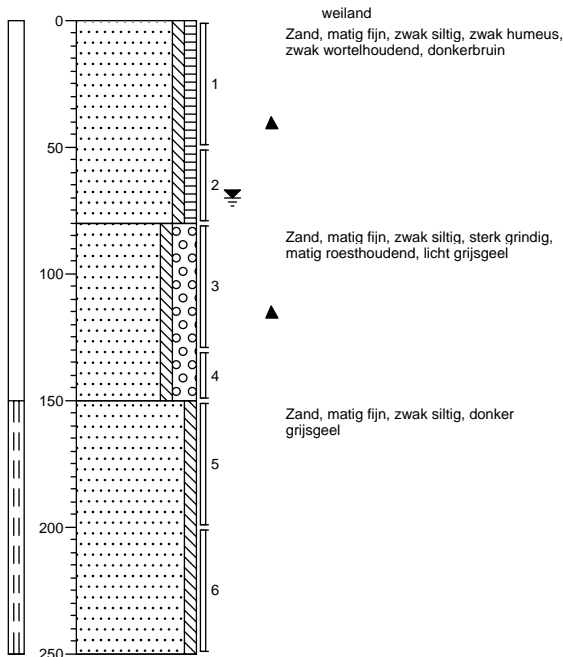 weiland
0
Zand, matig fijn, zwak siltig, zwak humeus,
zwak wortelhoudend, donkerbruin
1
50
2
Zand, matig fijn, zwak siltig, sterk grindig,
matig roesthoudend, licht grijsgeel
100
3
4
150
Zand, matig fijn, zwak siltig, donker
grijsgeel
5
200
6
250